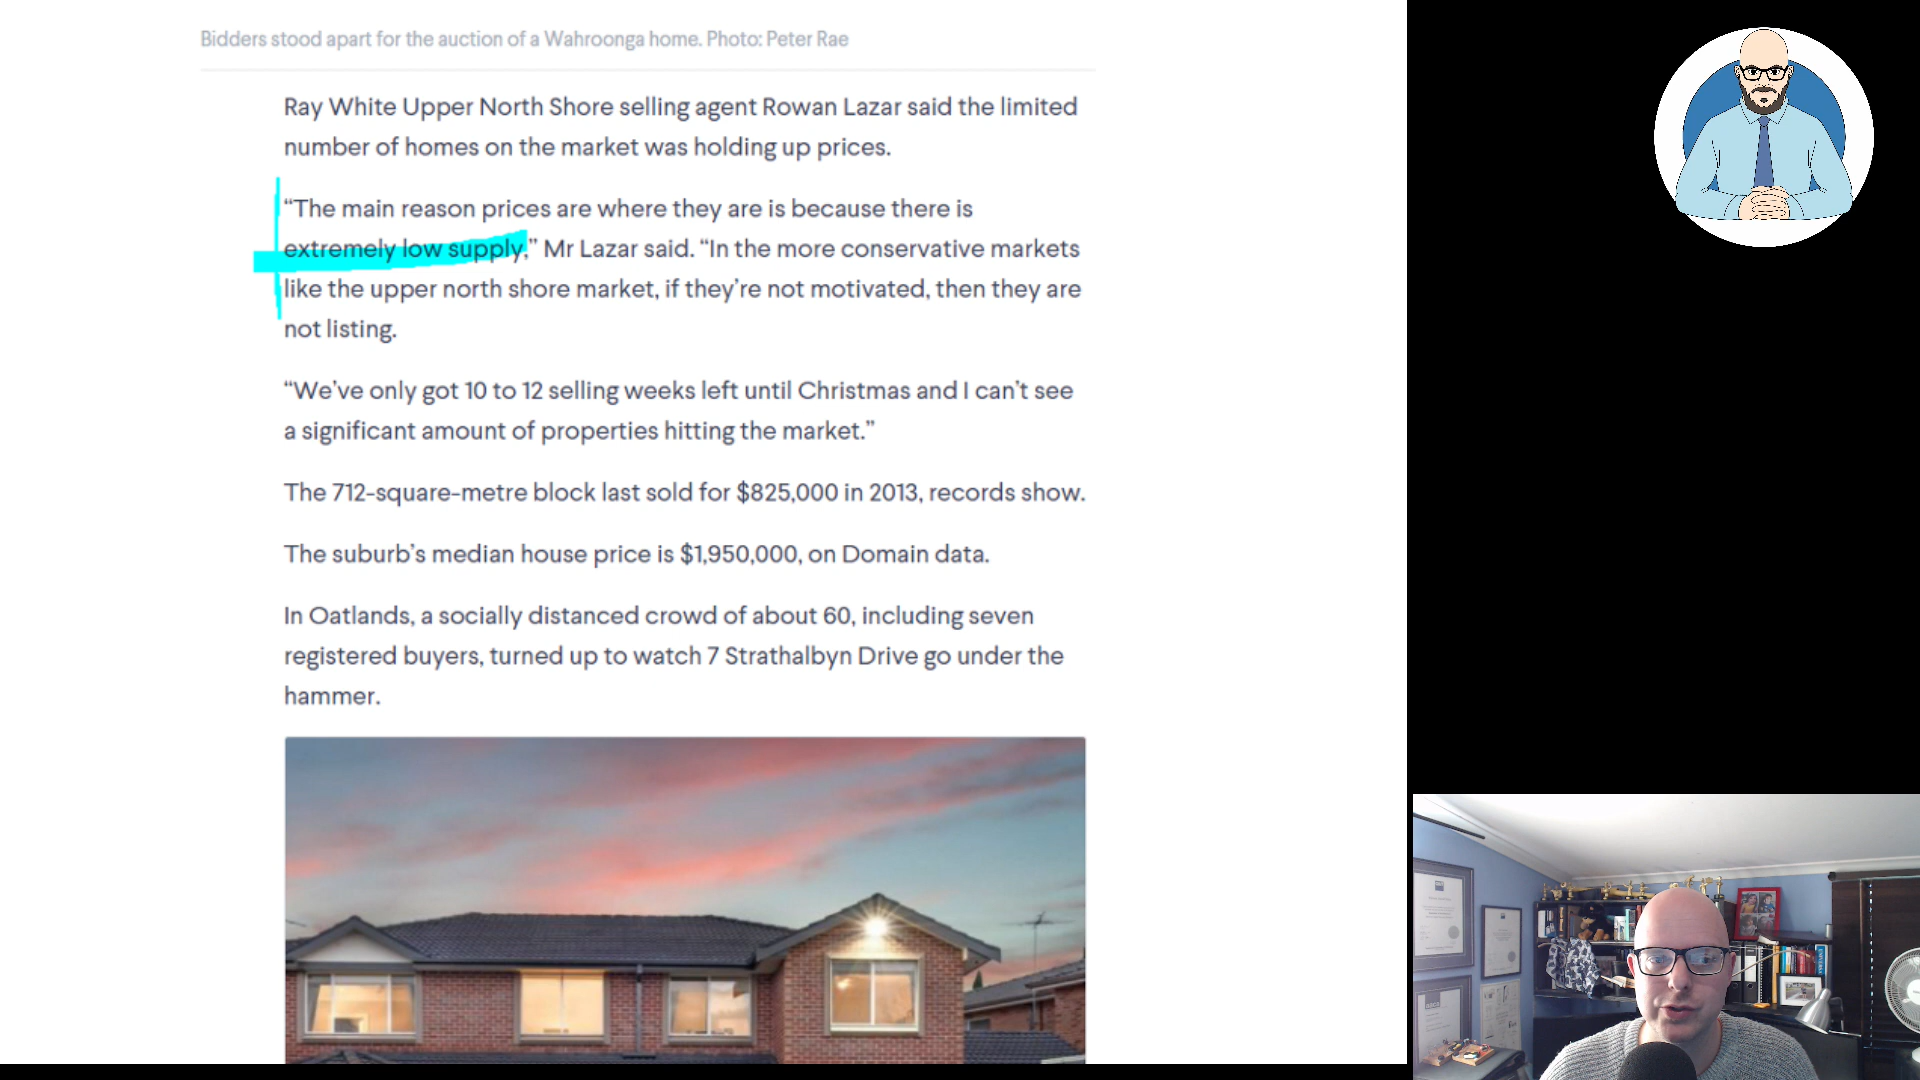 Bidders stood apart for the auction of a Wahroonga home. Photo: Peter Rae
Ray White Upper North Shore selling agent Rowan Lazar said the limited
number of homes on the market was holding up prices.
“The main reason prices are where they are is because there is
extremely low supply,” Mr Lazar said. “In the more conservative markets
like the upper north shore market, if they’re not motivated, then they are
not listing.
“We’ve only got 10 to 12 selling weeks left until Christmas and I can’t see
a significant amount of properties hitting the market.”
The 712-square-metre block last sold for $825,000 in 2013, records show.
The suburb’s median house price is $1,950,000, on Domain data.
In Oatlands, a socially distanced crowd of about 60, including seven
registered buyers, turned up to watch 7 Strathalbyn Drive go under the
hammer.